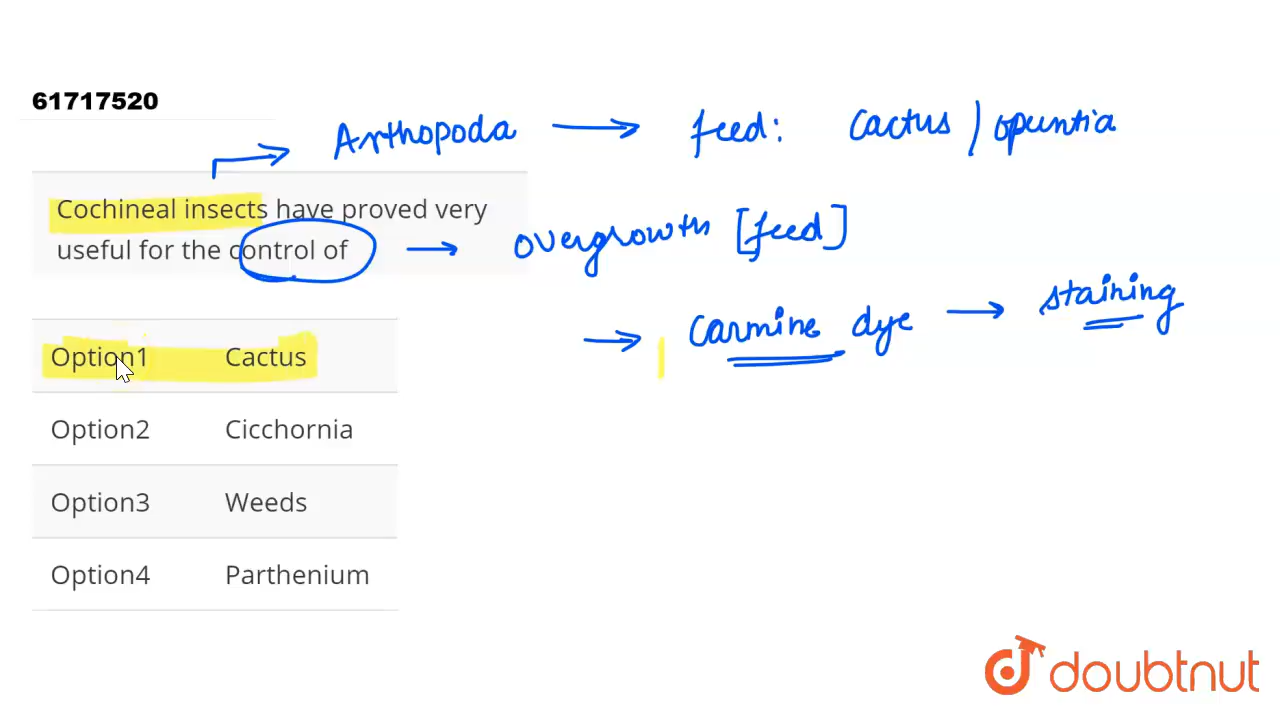 61717520
Arthopoda → feed: Cactus / opuntia
Cochineal insects have proved very
useful for the control of
→ overgrowth [feed]
→ Carmine dye → staining
Option1 Cactus
Option2 Cicchornia
Option3 Weeds
Option4 Parthenium
doubtnut